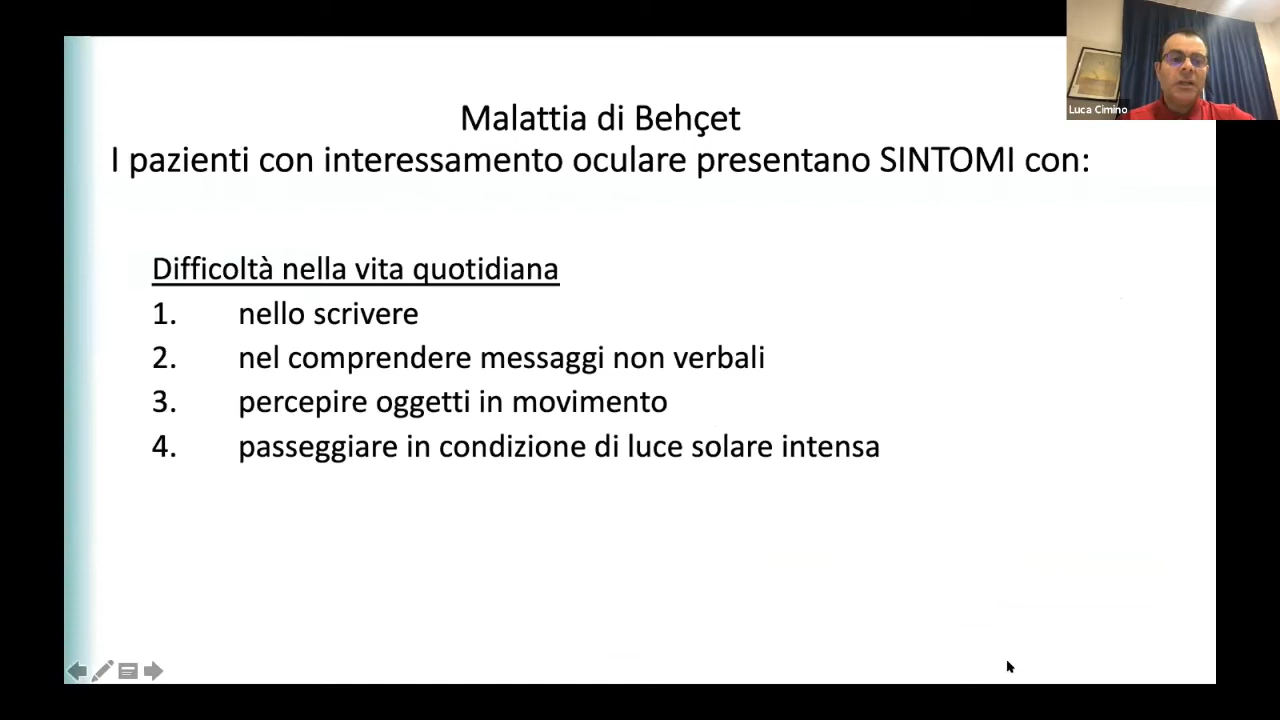 Malattia di Behçet
I pazienti con interessamento oculare presentano SINTOMI con:
Difficoltà nella vita quotidiana
1. nello scrivere
2. nel comprendere messaggi non verbali
3. percepire oggetti in movimento
4. passeggiare in condizione di luce solare intensa
Luca Cimino